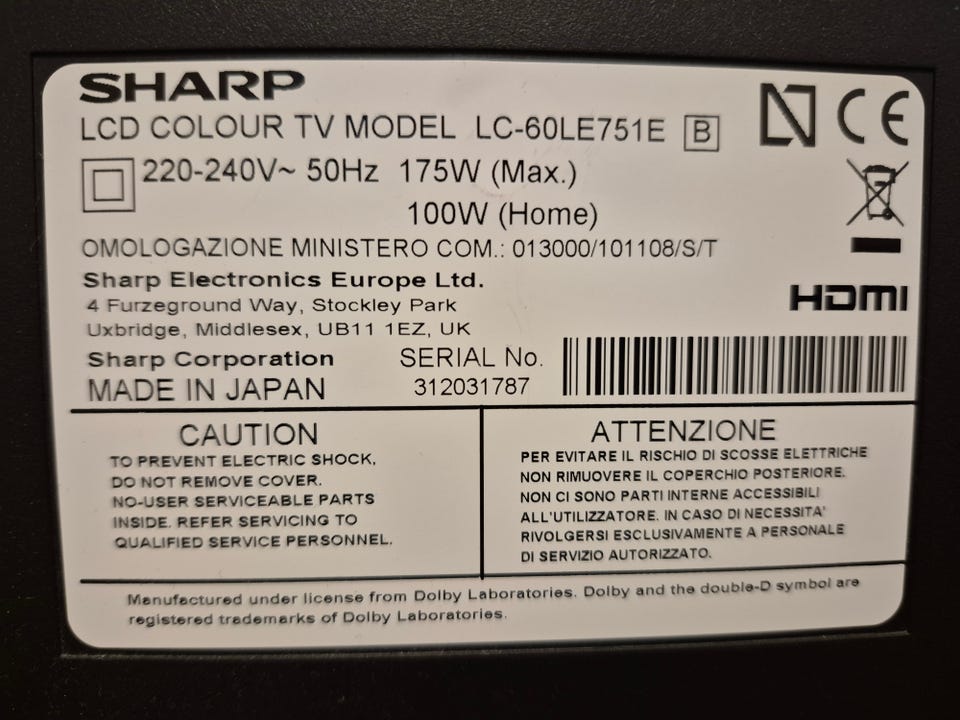 SHARP
LCD COLOUR TV MODEL LC-60LE751E B
220-240V~ 50Hz 175W (Max.)
100W (Home)
OMOLOGAZIONE MINISTERO COM.: 013000/101108/S/T
Sharp Electronics Europe Ltd.
4 Furzeground Way, Stockley Park
Uxbridge, Middlesex, UB11 1EZ, UK
HDMI
Sharp Corporation
MADE IN JAPAN
SERIAL No.
312031787
CAUTION
TO PREVENT ELECTRIC SHOCK,
DO NOT REMOVE COVER.
NO-USER SERVICEABLE PARTS
INSIDE. REFER SERVICING TO
QUALIFIED SERVICE PERSONNEL.
ATTENZIONE
PER EVITARE IL RISCHIO DI SCOSSE ELETTRICHE
NON RIMUOVERE IL COPERCHIO POSTERIORE.
NON CI SONO PARTI INTERNE ACCESSIBILI
ALL'UTILIZZATORE. IN CASO DI NECESSITA'
RIVOLGERSI ESCLUSIVAMENTE A PERSONALE
DI SERVIZIO AUTORIZZATO.
Manufactured under license from Dolby Laboratories. Dolby and the double-D symbol are
registered trademarks of Dolby Laboratories.